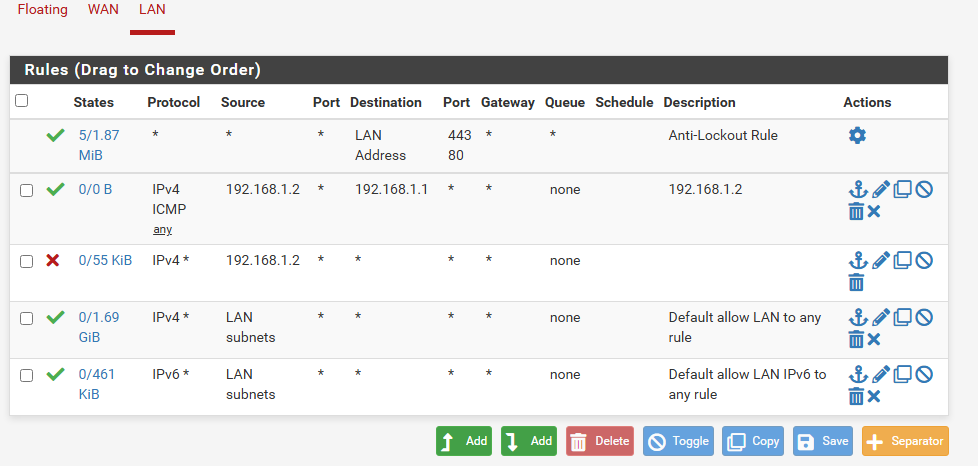 Floating WAN LAN
Rules (Drag to Change Order)
States Protocol Source Port Destination Port Gateway Queue Schedule Description Actions
5/1.87 * * * LAN 443 * * Anti-Lockout Rule
MiB Address 80
0/0 B IPv4 192.168.1.2 * 192.168.1.1 * * none 192.168.1.2
ICMP
any
0/55 KiB IPv4 * 192.168.1.2 * * * * none
0/1.69 IPv4 * LAN * * * * none Default allow LAN to any
GiB subnets rule
0/461 IPv6 * LAN * * * * none Default allow LAN IPv6 to
KiB subnets any rule
Add Add Delete Toggle Copy Save Separator